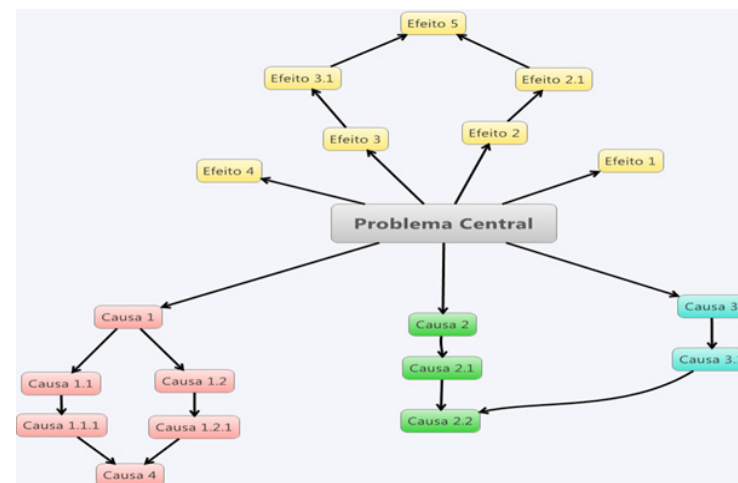 Efeito 5
Efeito 3.1
Efeito 2.1
Efeito 3
Efeito 2
Efeito 4
Efeito 1
Problema Central
Causa 1
Causa 2
Causa 3
Causa 1.1
Causa 1.2
Causa 2.1
Causa 3.
Causa 1.1.1
Causa 1.2.1
Causa 2.2
Causa 4